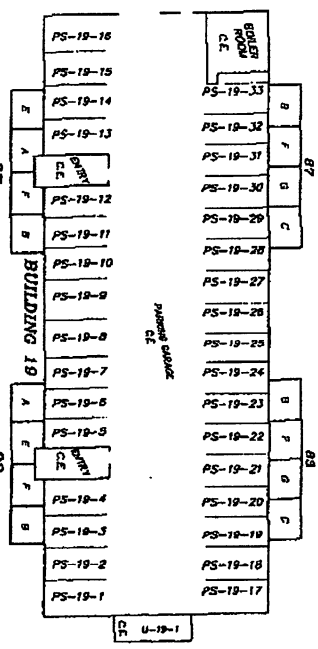 PS-19-16
PS-19-15
PS-19-14
PS-19-13
ENTRY
C.E.
PS-19-12
PS-19-11
PS-19-10
PS-19-9
PS-19-8
PS-19-7
PS-19-6
PS-19-5
ENTRY
C.E.
PS-19-4
PS-19-3
PS-19-2
PS-19-1
E
A
F
B
BUILDING 19
A
E
F
B
PARKING GARAGE
C.E.
BOILER
ROOM
C.E.
PS-19-33
PS-19-32
PS-19-31
PS-19-30
PS-19-29
PS-19-28
PS-19-27
PS-19-26
PS-19-25
PS-19-24
PS-19-23
PS-19-22
PS-19-21
PS-19-20
PS-19-19
PS-19-18
PS-19-17
B
F
G
C
87
B
F
G
C
89
U-19-1
C.E.